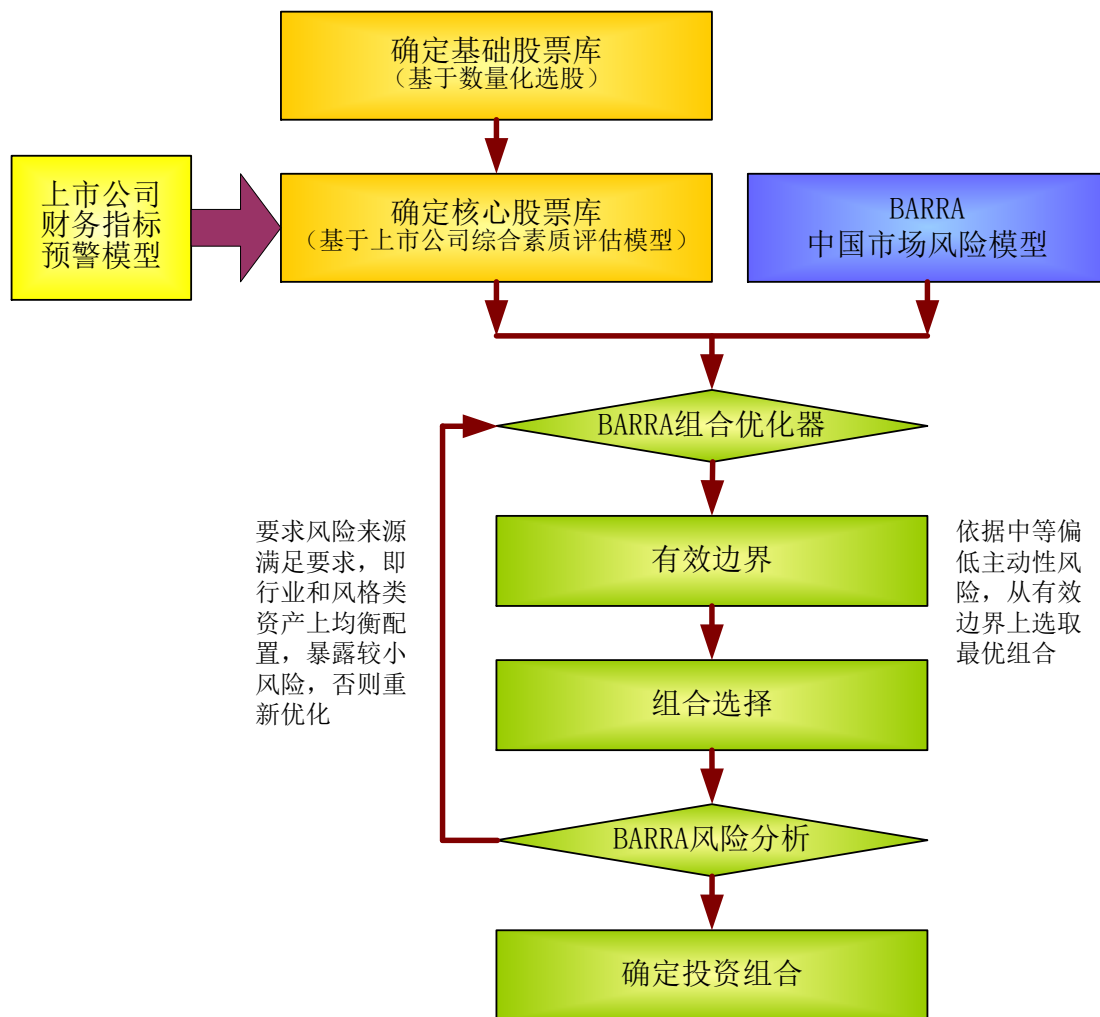 确定基础股票库
（基于数量化选股）
上市公司
财务指标
预警模型
确定核心股票库
（基于上市公司综合素质评估模型）
BARRA
中国市场风险模型
BARRA组合优化器
要求风险来源
满足要求，即
行业和风格类
资产上均衡配
置，暴露较小
风险，否则重
新优化
有效边界
依据中等偏
低主动性风
险，从有效
边界上选取
最优组合
组合选择
BARRA风险分析
确定投资组合